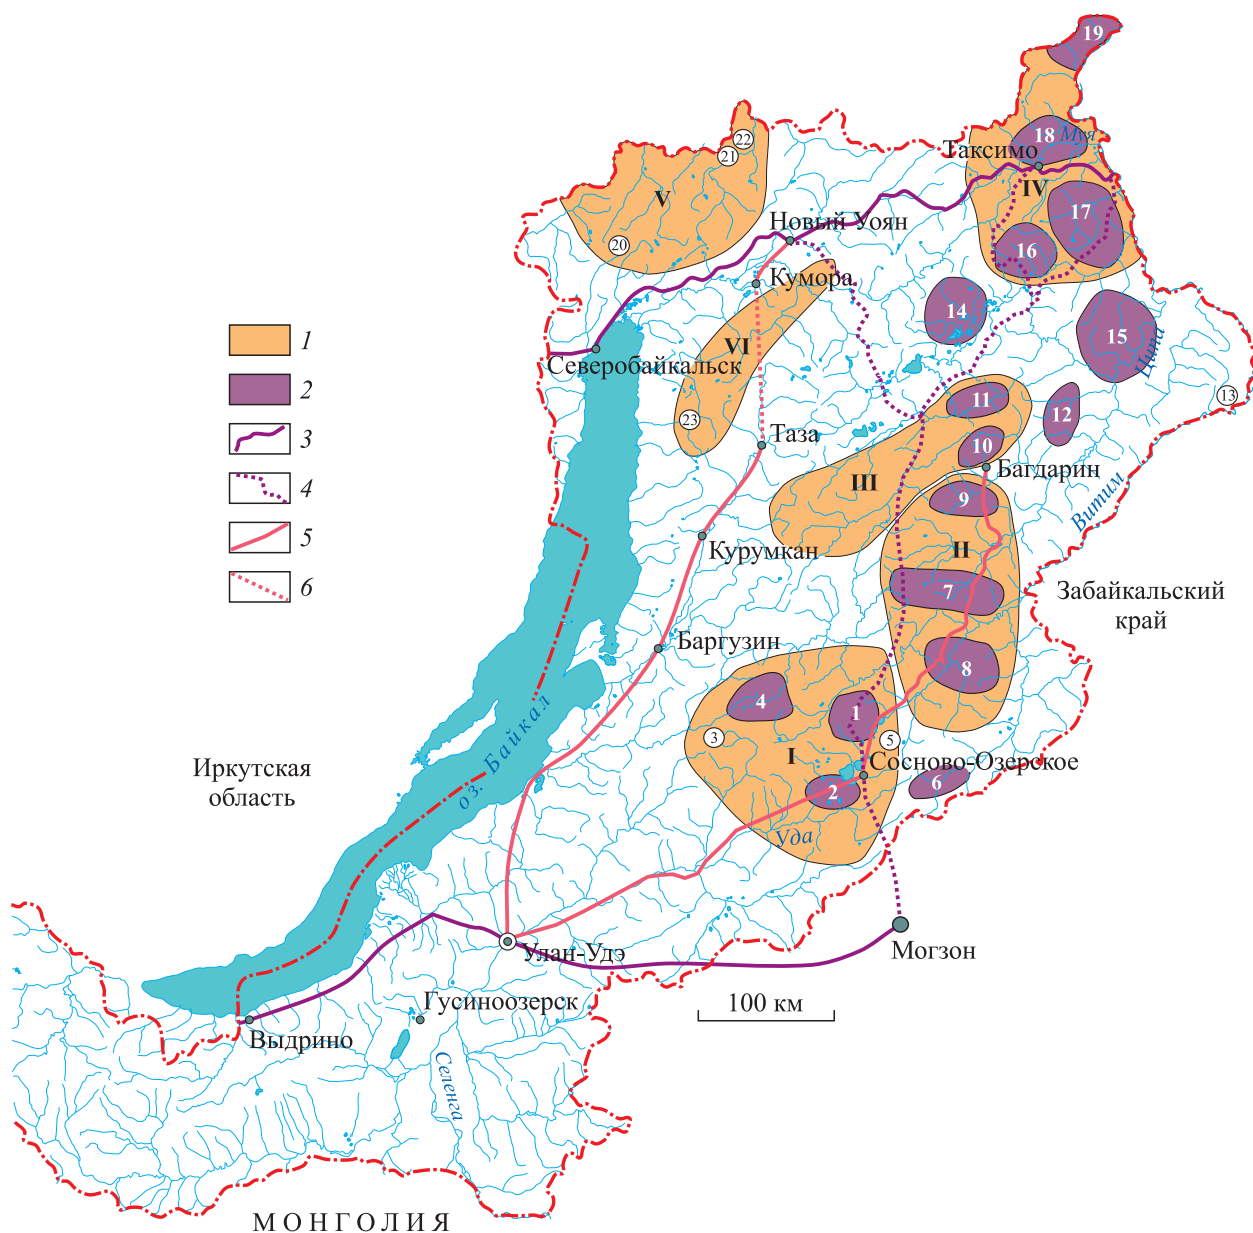 19
18
Муя
Таксимо
IV
17
16
22
21
V
20
Новый Уоян
Кумора
14
15
Ципа
VI
Северобайкальск
1
2
3
4
5
6
23
11
12
13
Таза
10
III
Багдарин
9
Витим
II
Курумкан
7
Забайкальский
край
Баргузин
8
4
1
3
I
5
Сосново-Озерское
2
6
Уда
оз. Байкал
Иркутская
область
Улан-Удэ
Могзон
100 км
Гусиноозерск
Выдрино
Селенга
МОНГОЛИЯ